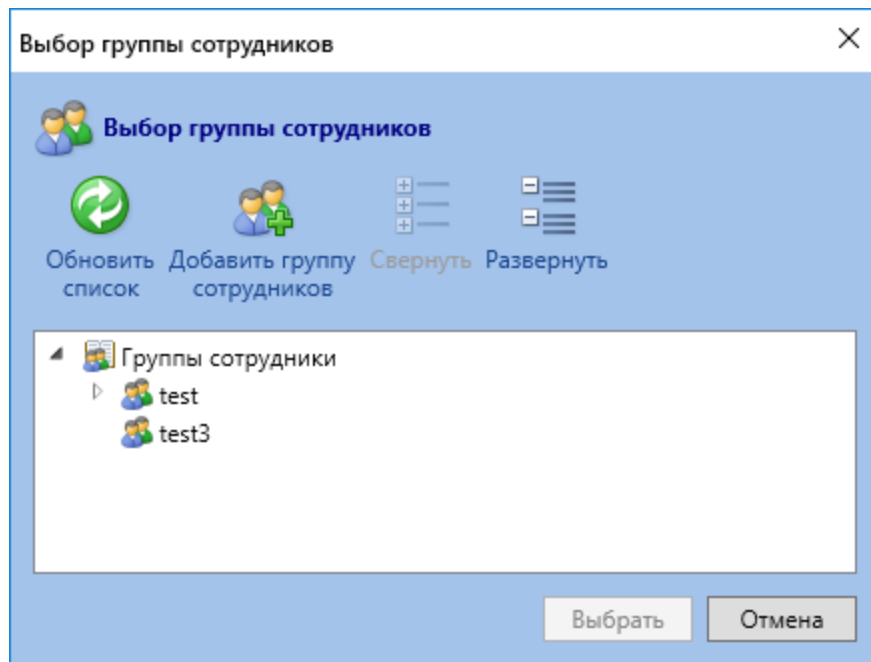 Выбор группы сотрудников
Выбор группы сотрудников
Обновить список
Добавить группу сотрудников
Свернуть
Развернуть
Группы сотрудники
test
test3
Выбрать
Отмена